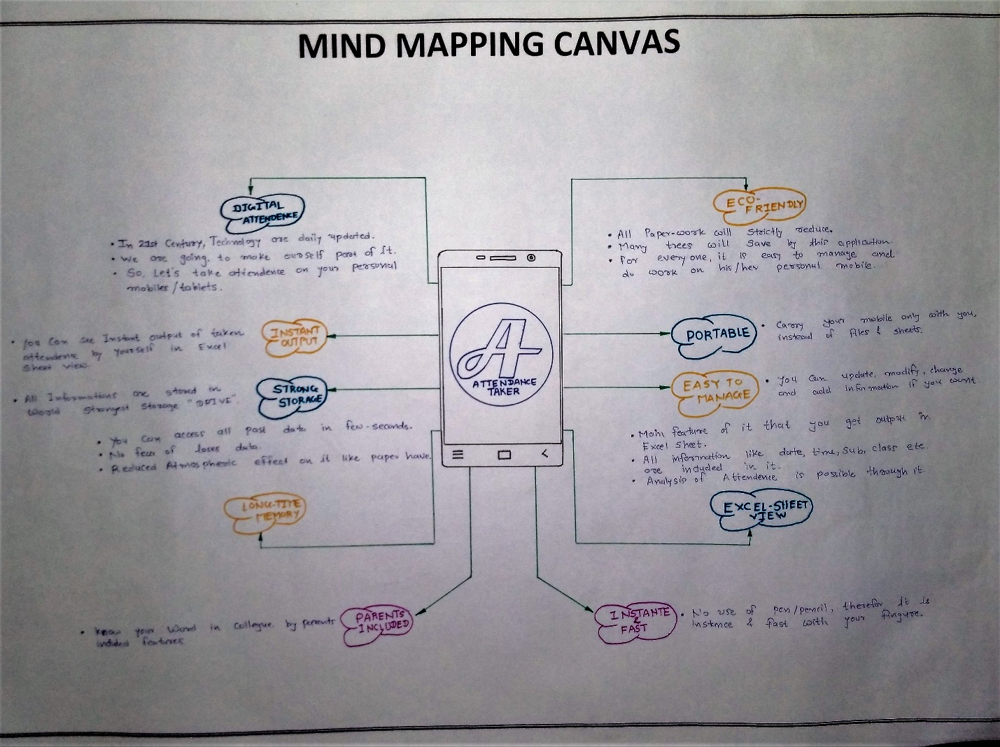 MIND MAPPING CANVAS
DIGITAL
ATTENDENCE
• In 21st Century, Technology are daily updated.
• We are going. to make ourself part of It.
• So, Let's take attendence on your personal
mobiles/tablets.
ECO-
FRIENDLY
• All Paper-work will strictly reduce.
• Many trees will save by this application
• For everyone, it is easy to manage and
do work on his/her personal mobile.
INSTANT
OUTPUT
• You Can see Instant output of taken
attendence by yourself in Excel
Sheet view.
STRONG
STORAGE
• All Informations are stored in
World Strongest Storage "DRIVE".
• You Can access all past data in few-seconds.
• No fear of loses data.
• Reduced Atmospheric effect on it like paper have.
LONG-TITE
MEMORY
A
ATTENDANCE
TAKER
PORTABLE
• Carry your mobile only with you,
instead of files & sheets.
EASY TO
MANAGE
• You Can update, modify, change
and add information if you want
• Main feature of it that you get output in
Excel Sheet.
• All information like date, time, Sub, class etc.
are included in it.
• Analysis of Attendence is possible through it.
EXCEL-SHEET
VIEW
PARENTS
INCLUDED
• Know your Ward in Collegue by parents
included features
INSTANTE
&
FAST
• No use of pen/pencil, therefor It is
instence & fast with your fingure.